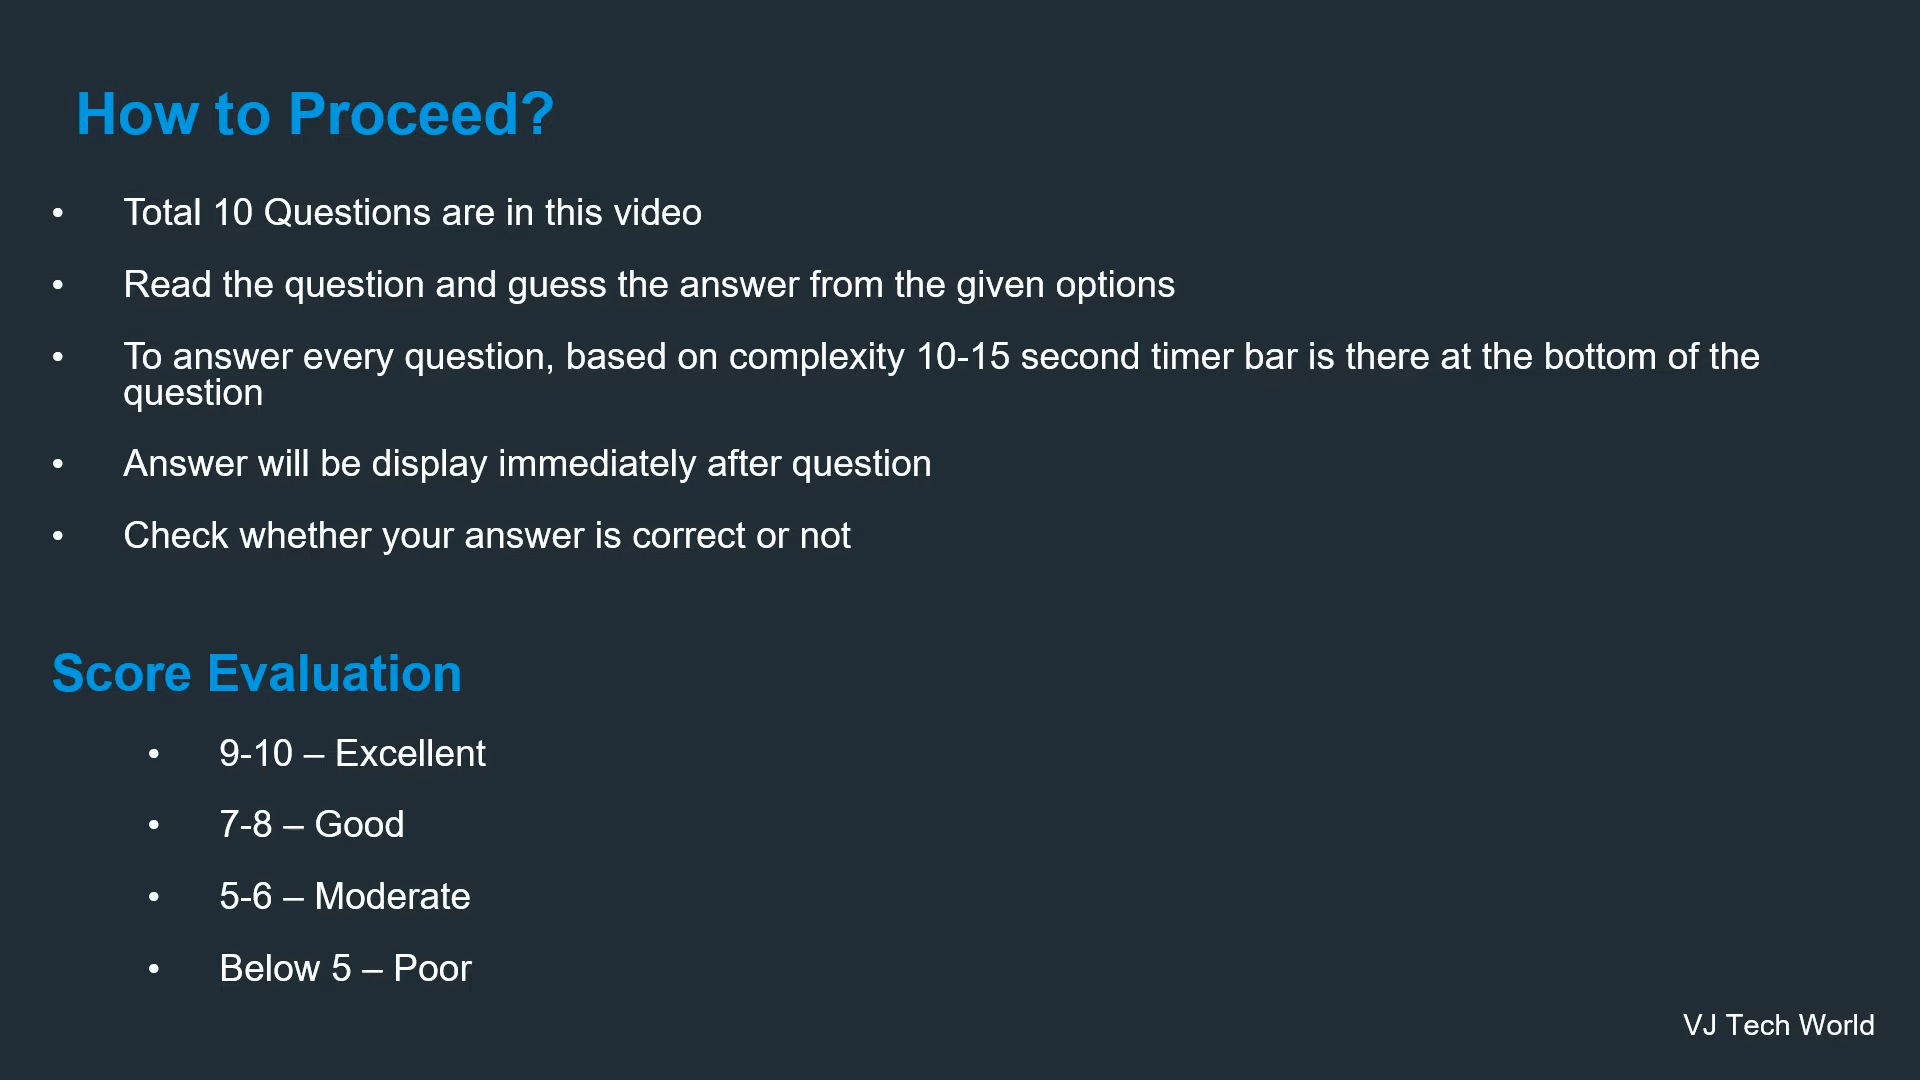 How to Proceed?
• Total 10 Questions are in this video
• Read the question and guess the answer from the given options
• To answer every question, based on complexity 10-15 second timer bar is there at the bottom of the
question
• Answer will be display immediately after question
• Check whether your answer is correct or not
Score Evaluation
• 9-10 – Excellent
• 7-8 – Good
• 5-6 – Moderate
• Below 5 – Poor
VJ Tech World